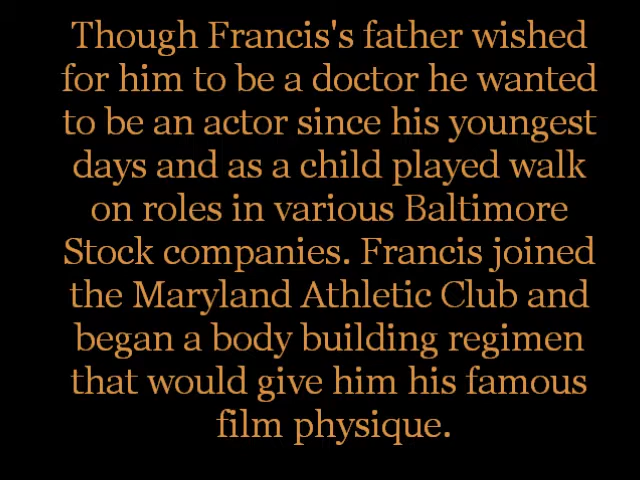 Though Francis's father wished
for him to be a doctor he wanted
to be an actor since his youngest
days and as a child played walk
on roles in various Baltimore
Stock companies. Francis joined
the Maryland Athletic Club and
began a body building regimen
that would give him his famous
film physique.